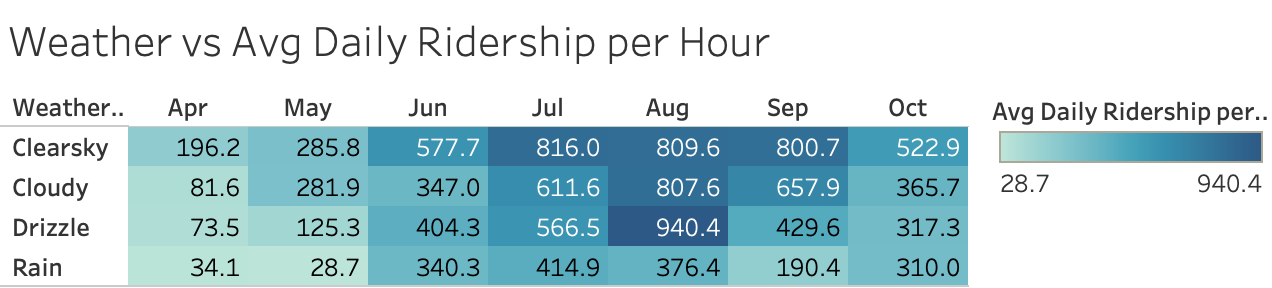 Weather vs Avg Daily Ridership per Hour
Weather.. Apr May Jun Jul Aug Sep Oct
Clearsky 196.2 285.8 577.7 816.0 809.6 800.7 522.9
Cloudy 81.6 281.9 347.0 611.6 807.6 657.9 365.7
Drizzle 73.5 125.3 404.3 566.5 940.4 429.6 317.3
Rain 34.1 28.7 340.3 414.9 376.4 190.4 310.0
Avg Daily Ridership per..
28.7 940.4